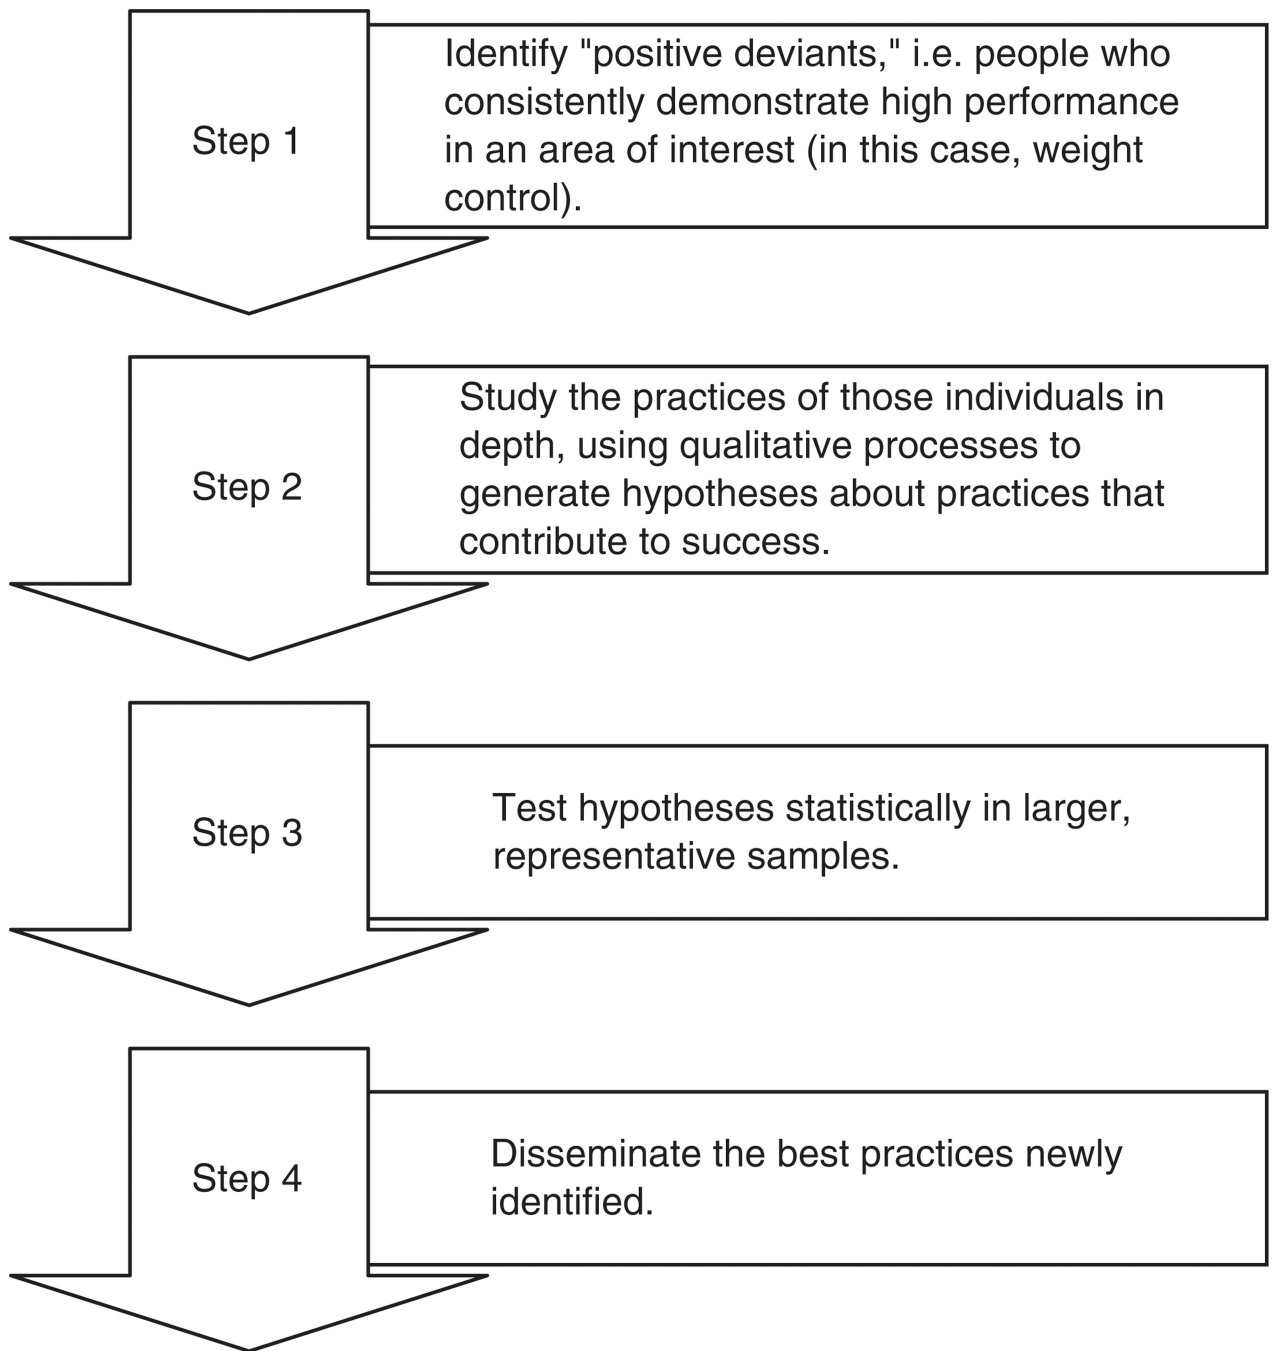 Step 1
Identify "positive deviants," i.e. people who
consistently demonstrate high performance
in an area of interest (in this case, weight
control).
Step 2
Study the practices of those individuals in
depth, using qualitative processes to
generate hypotheses about practices that
contribute to success.
Step 3
Test hypotheses statistically in larger,
representative samples.
Step 4
Disseminate the best practices newly
identified.